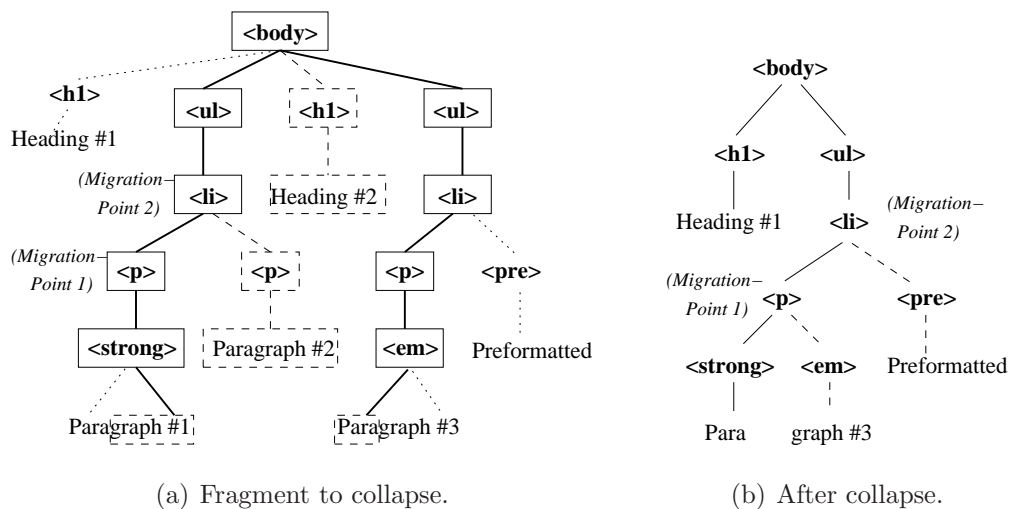 <body>
<h1>
<ul>
<h1>
<ul>
Heading #1
(Migration–
Point 2)
<li>
Heading #2
<li>
(Migration–
Point 1)
<p>
<p>
<p>
<pre>
<strong>
Paragraph #2
<em>
Preformatted
Paragraph #1
Paragraph #3
(a) Fragment to collapse.
<body>
<h1>
<ul>
Heading #1
<li>
(Migration–
Point 2)
(Migration–
Point 1)
<p>
<pre>
<strong>
<em>
Preformatted
Para
graph #3
(b) After collapse.